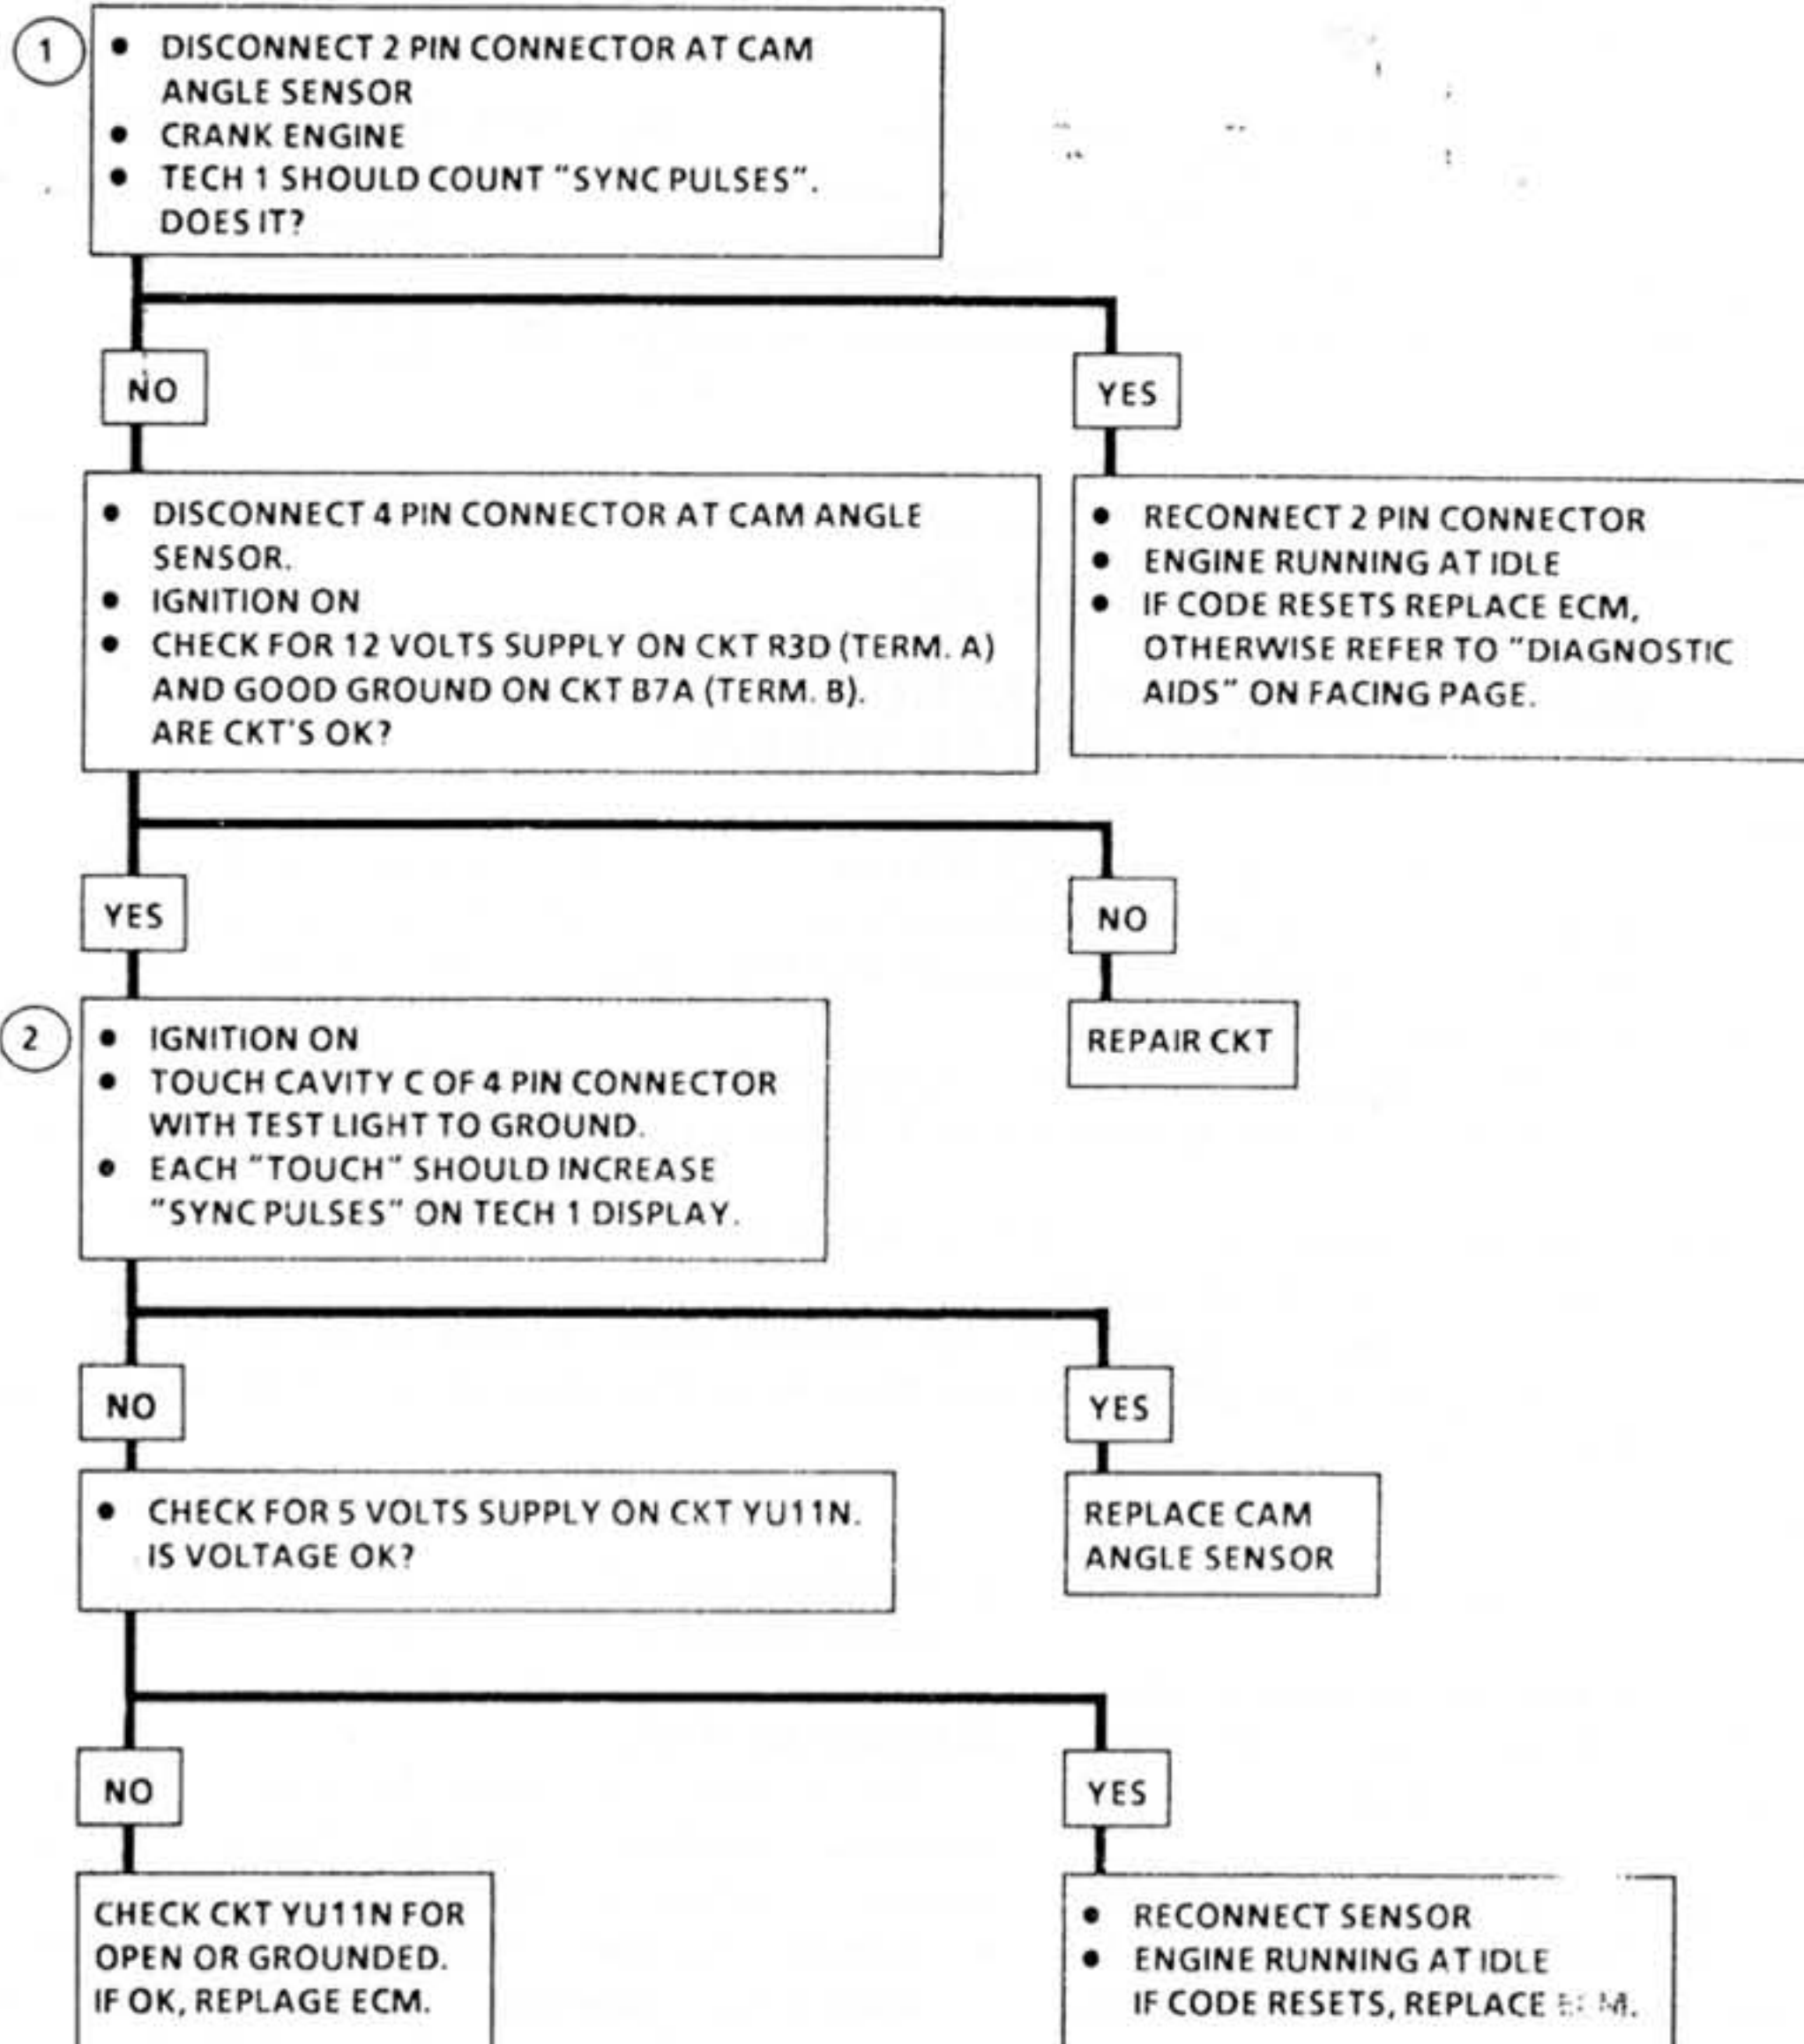 1
• DISCONNECT 2 PIN CONNECTOR AT CAM
ANGLE SENSOR
• CRANK ENGINE
• TECH 1 SHOULD COUNT "SYNC PULSES".
DOES IT?
NO
YES
• DISCONNECT 4 PIN CONNECTOR AT CAM ANGLE
SENSOR.
• IGNITION ON
• CHECK FOR 12 VOLTS SUPPLY ON CKT R3D (TERM. A)
AND GOOD GROUND ON CKT B7A (TERM. B).
ARE CKT'S OK?
• RECONNECT 2 PIN CONNECTOR
• ENGINE RUNNING AT IDLE
• IF CODE RESETS REPLACE ECM,
OTHERWISE REFER TO "DIAGNOSTIC
AIDS" ON FACING PAGE.
YES
NO
2
• IGNITION ON
• TOUCH CAVITY C OF 4 PIN CONNECTOR
WITH TEST LIGHT TO GROUND.
• EACH "TOUCH" SHOULD INCREASE
"SYNC PULSES" ON TECH 1 DISPLAY.
REPAIR CKT
NO
YES
• CHECK FOR 5 VOLTS SUPPLY ON CKT YU11N.
IS VOLTAGE OK?
REPLACE CAM
ANGLE SENSOR
NO
YES
CHECK CKT YU11N FOR
OPEN OR GROUNDED.
IF OK, REPLAGE ECM.
• RECONNECT SENSOR
• ENGINE RUNNING AT IDLE
IF CODE RESETS, REPLACE ECM.